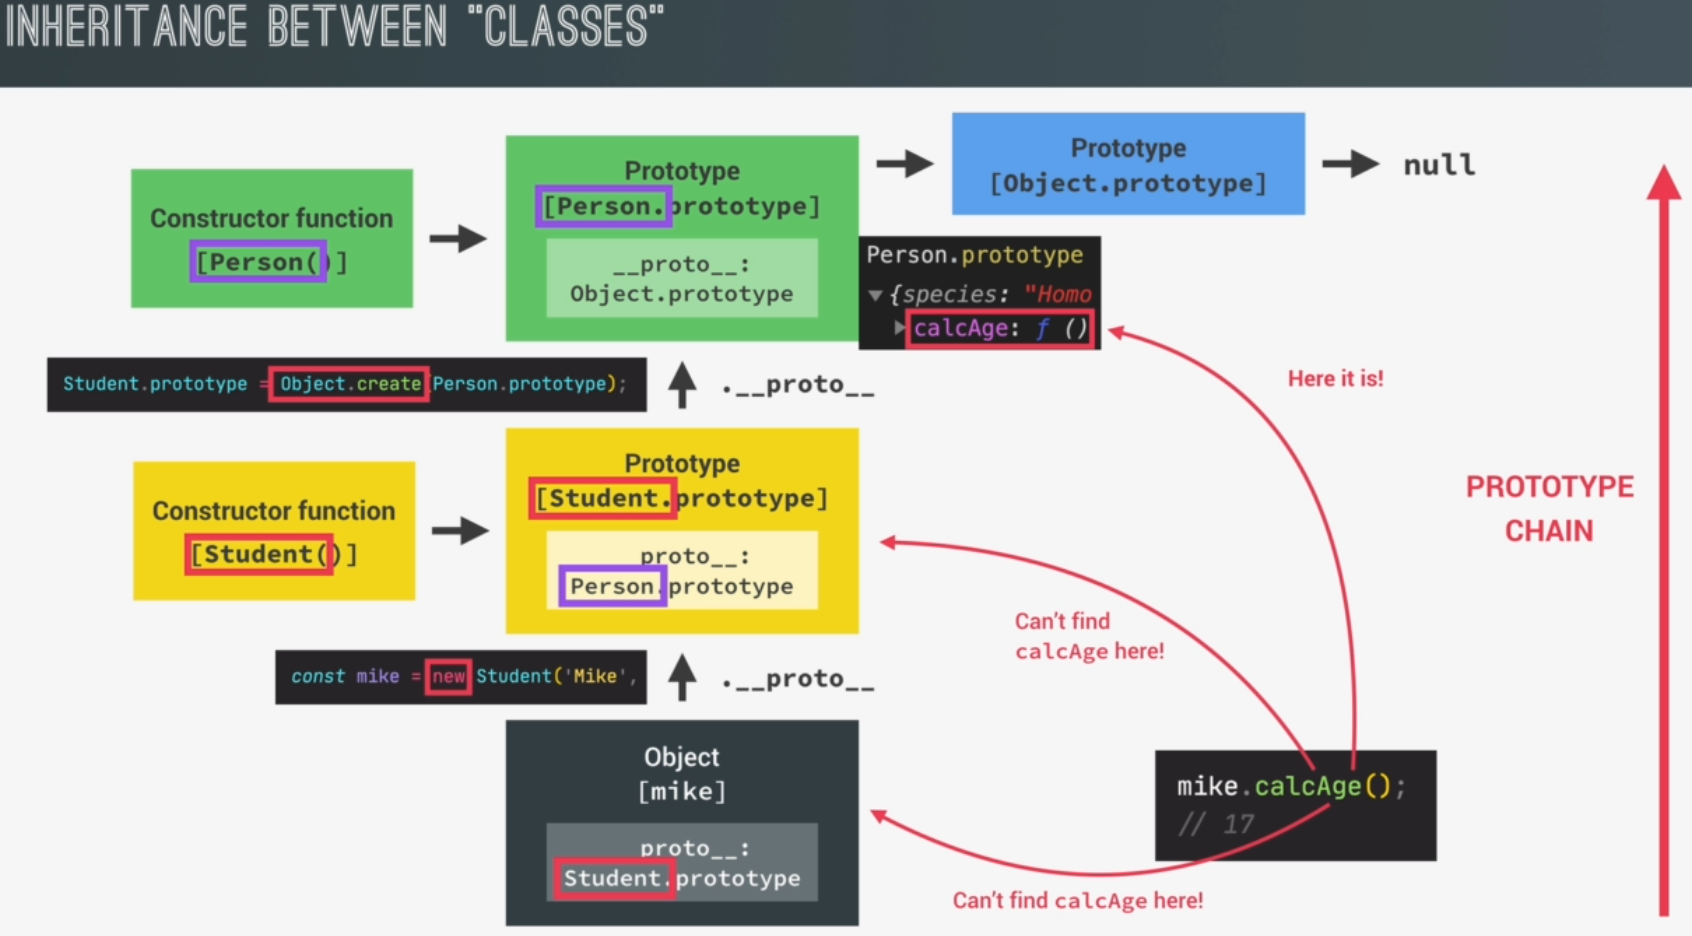 INHERITANCE BETWEEN "CLASSES"
Constructor function
[Person()]
Prototype
[Person.prototype]
__proto__:
Object.prototype
Prototype
[Object.prototype]
null
Person.prototype
{species: "Homo
calcAge: ƒ ()
Here it is!
Student.prototype = Object.create(Person.prototype);
.__proto__
Constructor function
[Student()]
Prototype
[Student.prototype]
proto__:
Person.prototype
PROTOTYPE
CHAIN
Can't find
calcAge here!
const mike = new Student('Mike',
.__proto__
Object
[mike]
proto__:
Student.prototype
mike.calcAge();
// 17
Can't find calcAge here!